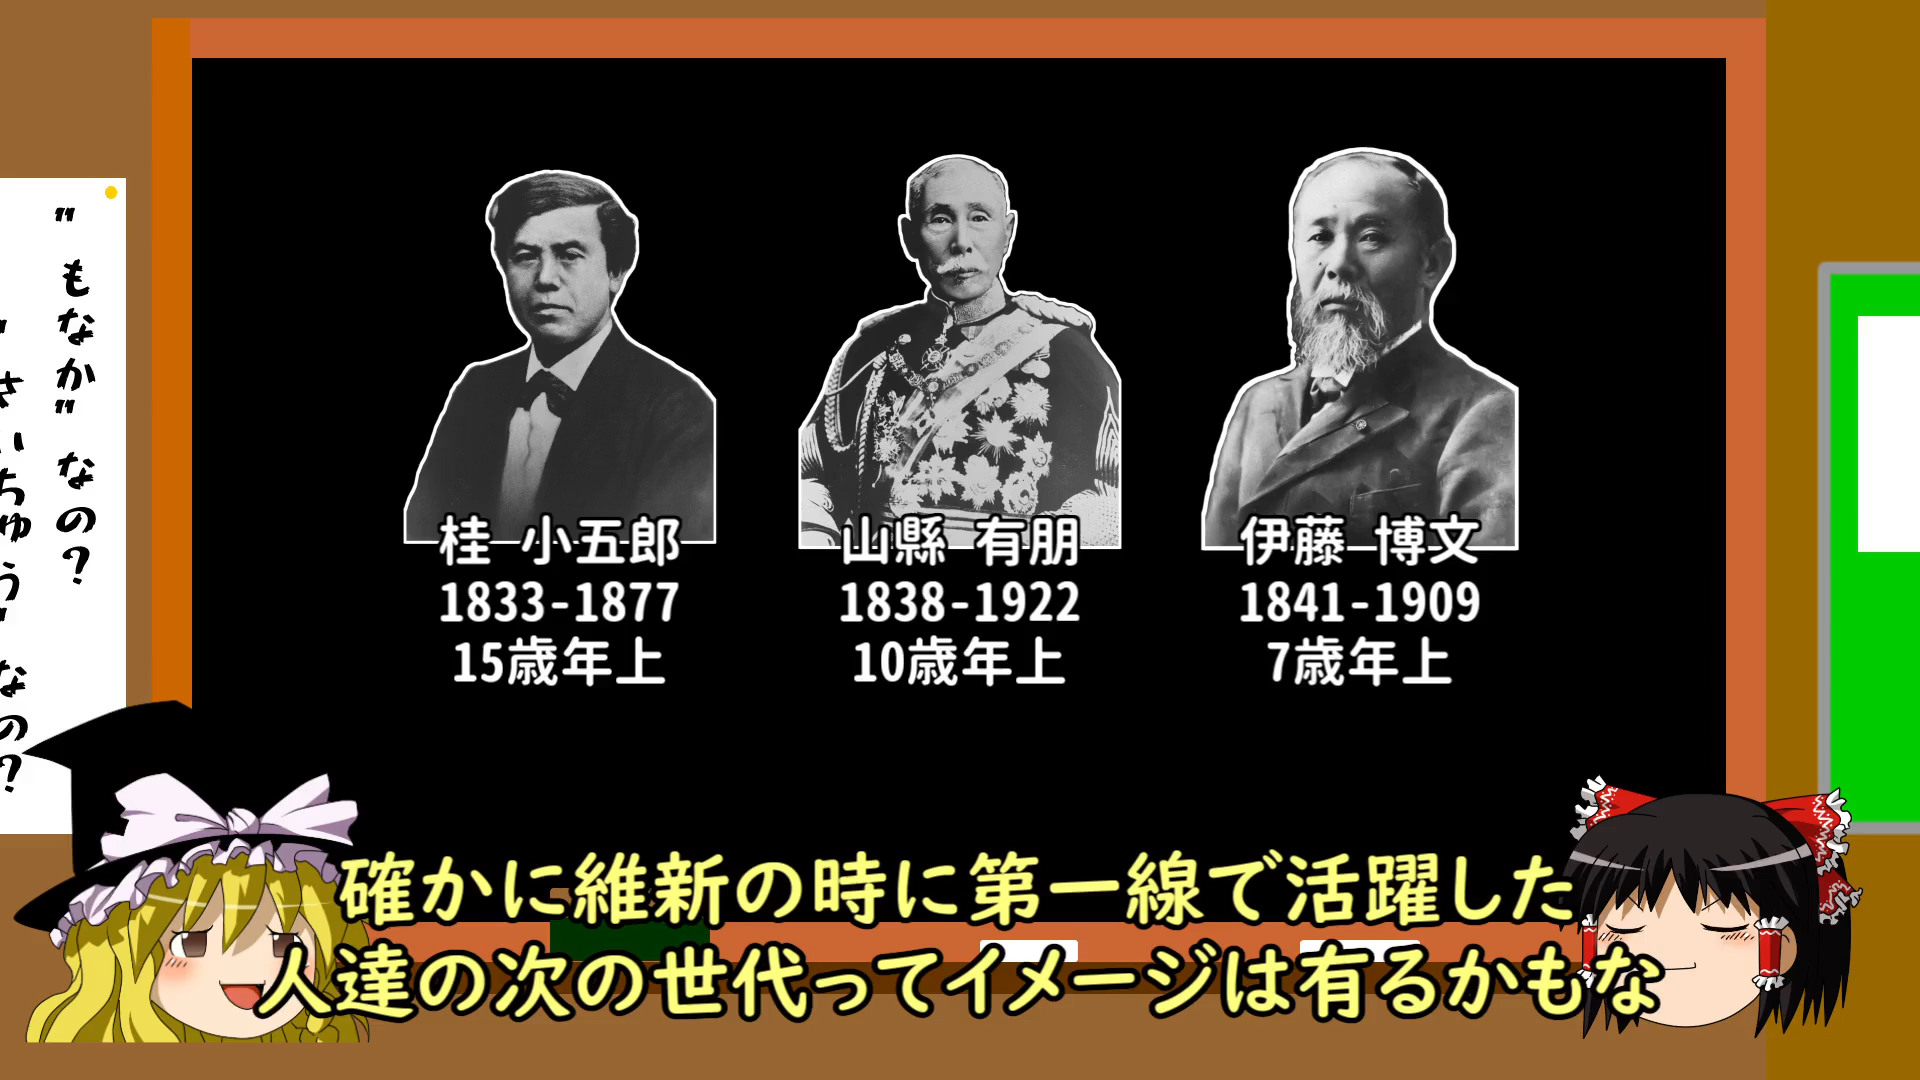 " もなか" なの?
" さいちゅう" なの?
桂 小五郎
1833-1877
15歳年上
山縣 有朋
1838-1922
10歳年上
伊藤 博文
1841-1909
7歳年上
確かに維新の時に第一線で活躍した
人達の次の世代ってイメージは有るかもな